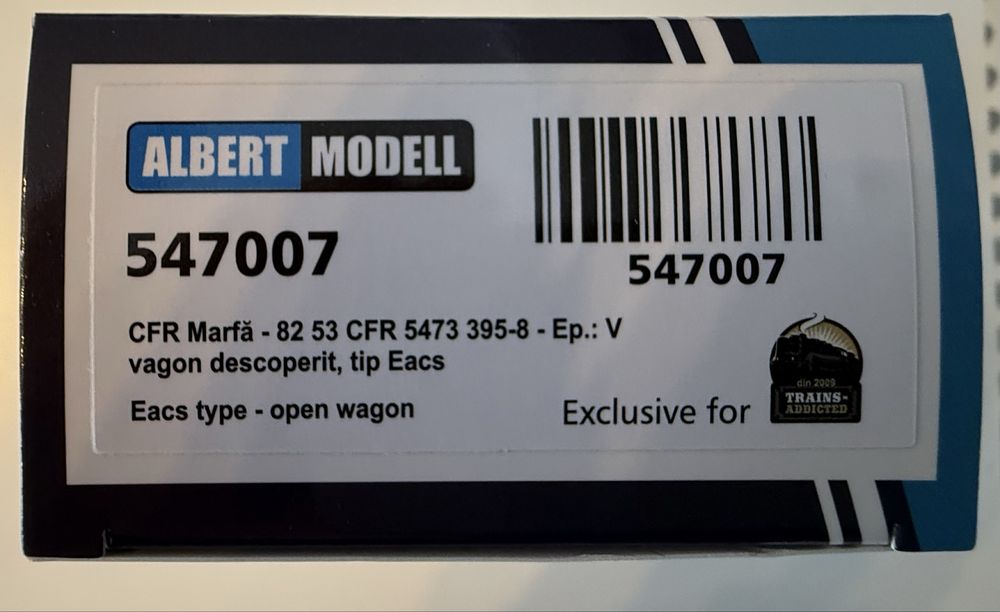 ALBERT MODELL
547007
547007
CFR Marfă - 82 53 CFR 5473 395-8 - Ep.: V
vagon descoperit, tip Eacs
Eacs type - open wagon
Exclusive for
din 2009
TRAINS-
ADDICTED